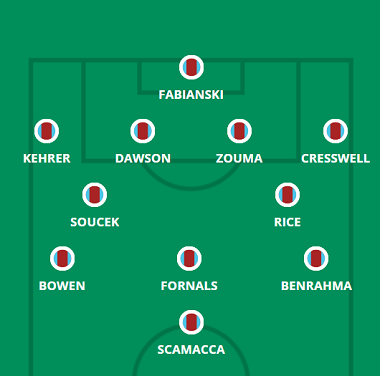 FABIANSKI
KEHRER DAWSON ZOUMA CRESSWELL
SOUCEK RICE
BOWEN FORNALS BENRAHMA
SCAMACCA